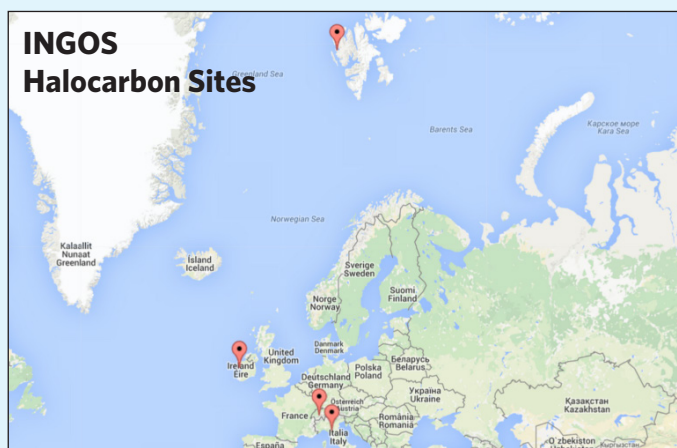 INGOS
Halocarbon Sites
Greenland Sea
Карское море
Kara Sea
Barents Sea
Norwegian Sea
Kalaallit
Nunaat
Greenland
Ísland
Iceland
Sverige
Sweden
Suomi
Finland
Norge
Norway
United
Kingdom
Danmark
Denmark
Ireland
Éire
Беларусь
Belarus
Polska
Poland
Deutschland
Germany
Україна
Ukraine
Қазақстан
Kazakhstan
Österreich
Austria
France
România
Romania
Italia
Italy
España
O'zbekiston